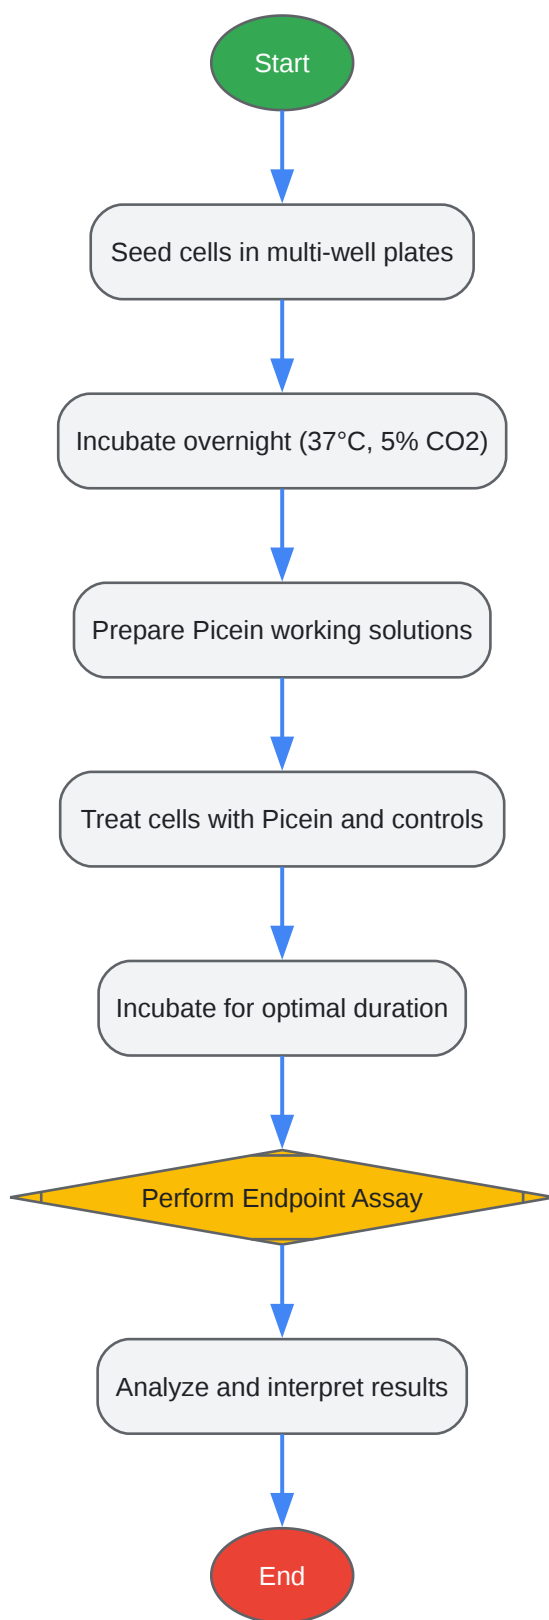 Start
Seed cells in multi-well plates
Incubate overnight (37°C, 5% CO2)
Prepare Picein working solutions
Treat cells with Picein and controls
Incubate for optimal duration
Perform Endpoint Assay
Analyze and interpret results
End